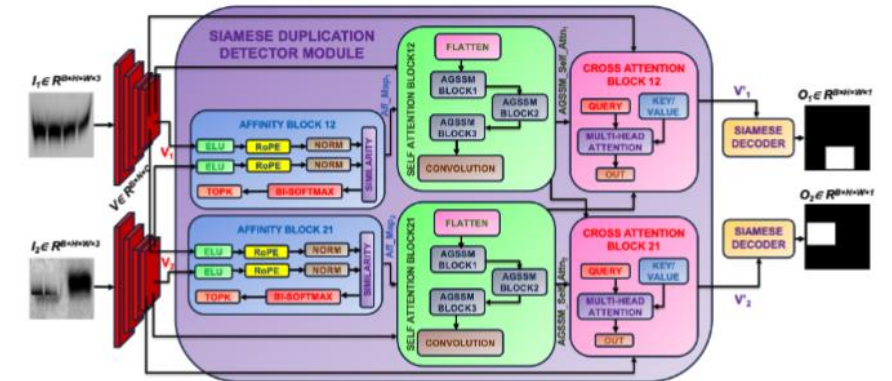 SIAMESE DUPLICATION
DETECTOR MODULE
I₁∈ R^B*H*W*3
V₁
V∈R^B*N*C
AFFINITY BLOCK 12
ELU
RoPE
NORM
ELU
RoPE
NORM
SIMILARITY
TOPK
BI-SOFTMAX
Aff_Map₁
SELF ATTENTION BLOCK12
FLATTEN
AGSSM
BLOCK1
AGSSM
BLOCK2
AGSSM
BLOCK3
CONVOLUTION
AGSSM_Self_Attn₁
CROSS ATTENTION
BLOCK 12
QUERY
KEY/
VALUE
MULTI-HEAD
ATTENTION
OUT
V'₁
SIAMESE
DECODER
O₁∈ R^B*H*W*1
I₂∈ R^B*H*W*3
V₂
AFFINITY BLOCK 21
ELU
RoPE
NORM
ELU
RoPE
NORM
SIMILARITY
TOPK
BI-SOFTMAX
Aff_Map₂
SELF ATTENTION BLOCK21
FLATTEN
AGSSM
BLOCK1
AGSSM
BLOCK2
AGSSM
BLOCK3
CONVOLUTION
AGSSM_Self_Attn₂
CROSS ATTENTION
BLOCK 21
QUERY
KEY/
VALUE
MULTI-HEAD
ATTENTION
OUT
V'₂
SIAMESE
DECODER
O₂∈ R^B*H*W*1